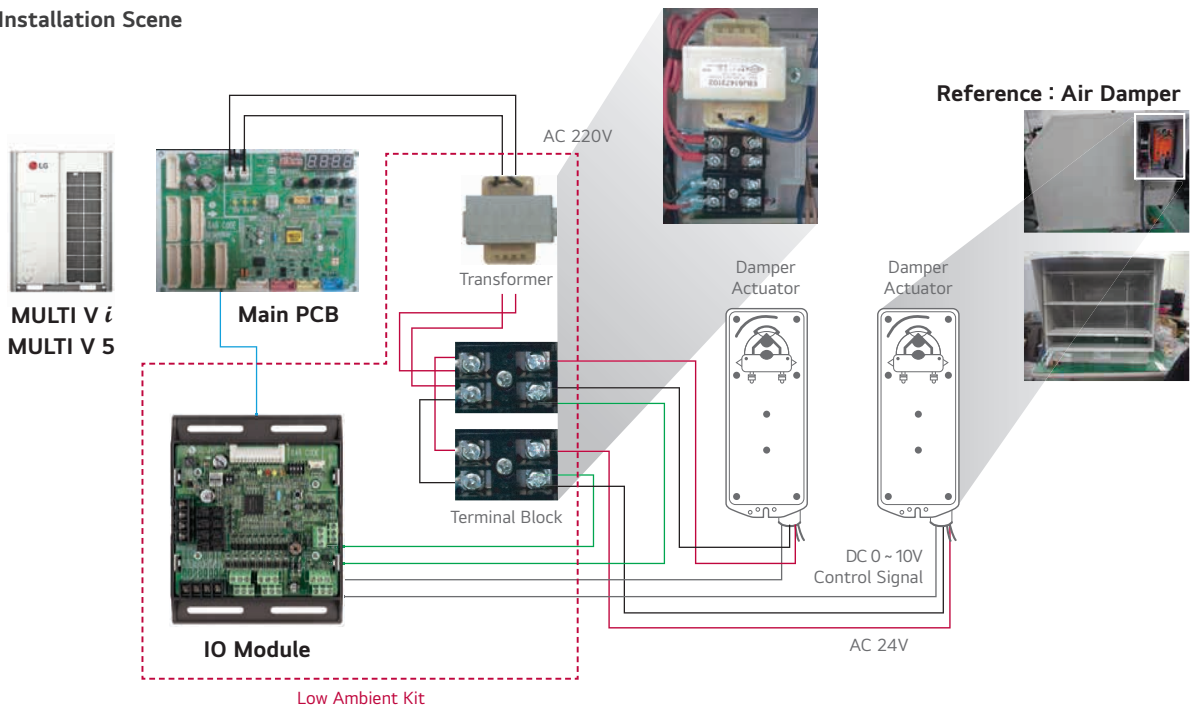 Installation Scene
Reference : Air Damper
AC 220V
LG
EBJ61472102
Transformer
Damper
Actuator
Damper
Actuator
MULTI V i
MULTI V 5
Main PCB
Terminal Block
DC 0 ~ 10V
Control Signal
IO Module
AC 24V
Low Ambient Kit